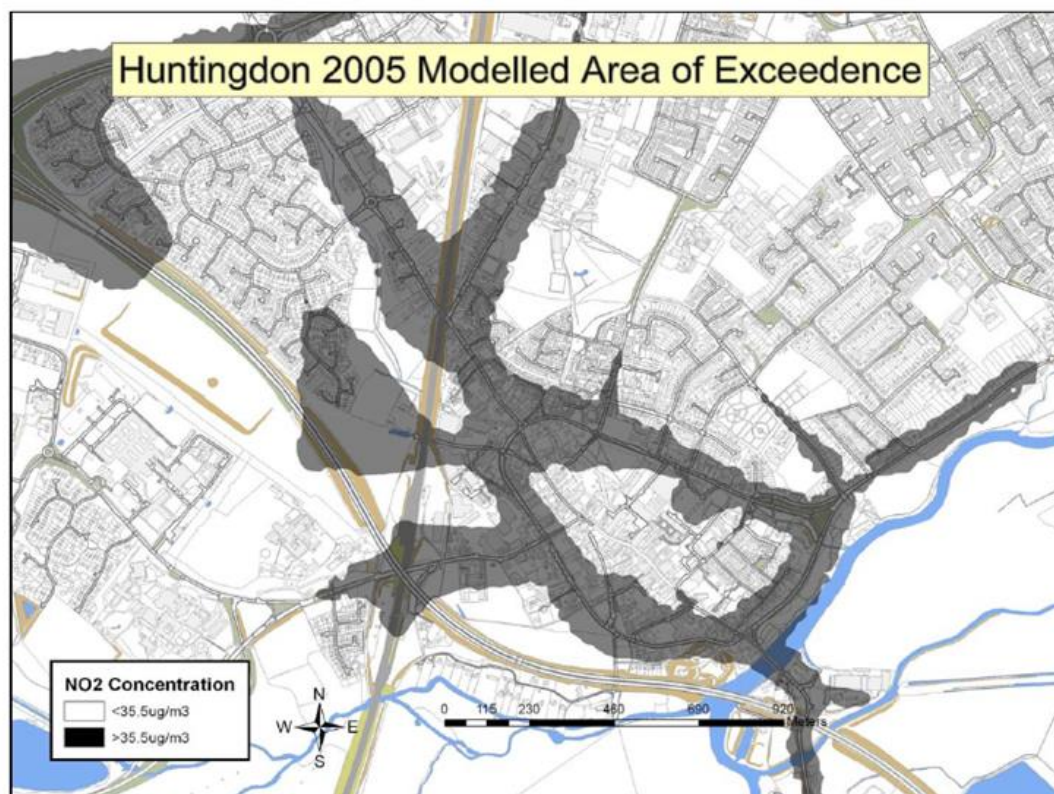 Huntingdon 2005 Modelled Area of Exceedence
NO2 Concentration
<35.5ug/m3
>35.5ug/m3
N
W E
S
0 115 230 460 690 920
Meters